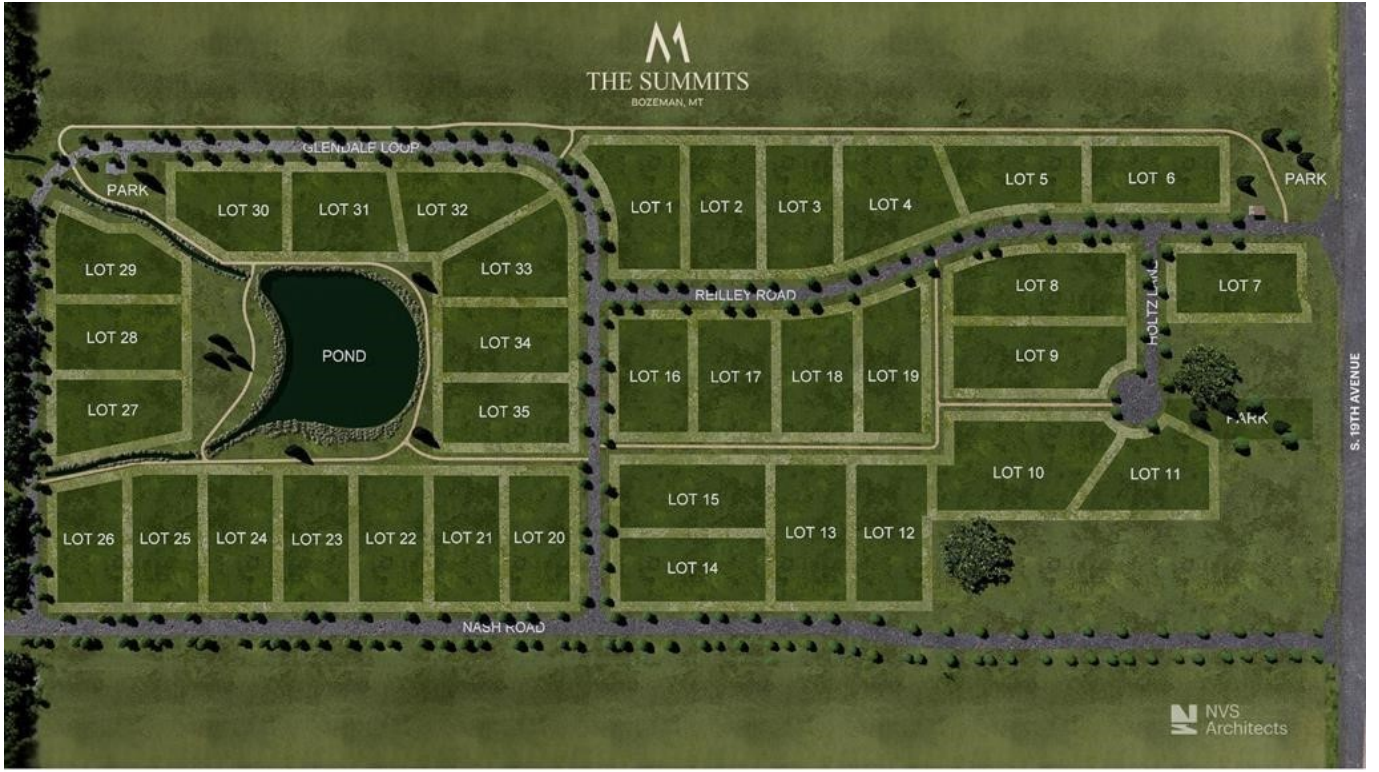 THE SUMMITS
BOZEMAN, MT
GLENDALE LOOP
PARK
LOT 30
LOT 31
LOT 32
LOT 1
LOT 2
LOT 3
LOT 4
LOT 5
LOT 6
PARK
LOT 29
LOT 33
REILLEY ROAD
LOT 8
HOLTZ LANE
LOT 7
LOT 28
POND
LOT 34
LOT 9
LOT 27
LOT 35
LOT 16
LOT 17
LOT 18
LOT 19
PARK
S. 19TH AVENUE
LOT 10
LOT 11
LOT 15
LOT 26
LOT 25
LOT 24
LOT 23
LOT 22
LOT 21
LOT 20
LOT 14
LOT 13
LOT 12
NASH ROAD
NVS
Architects